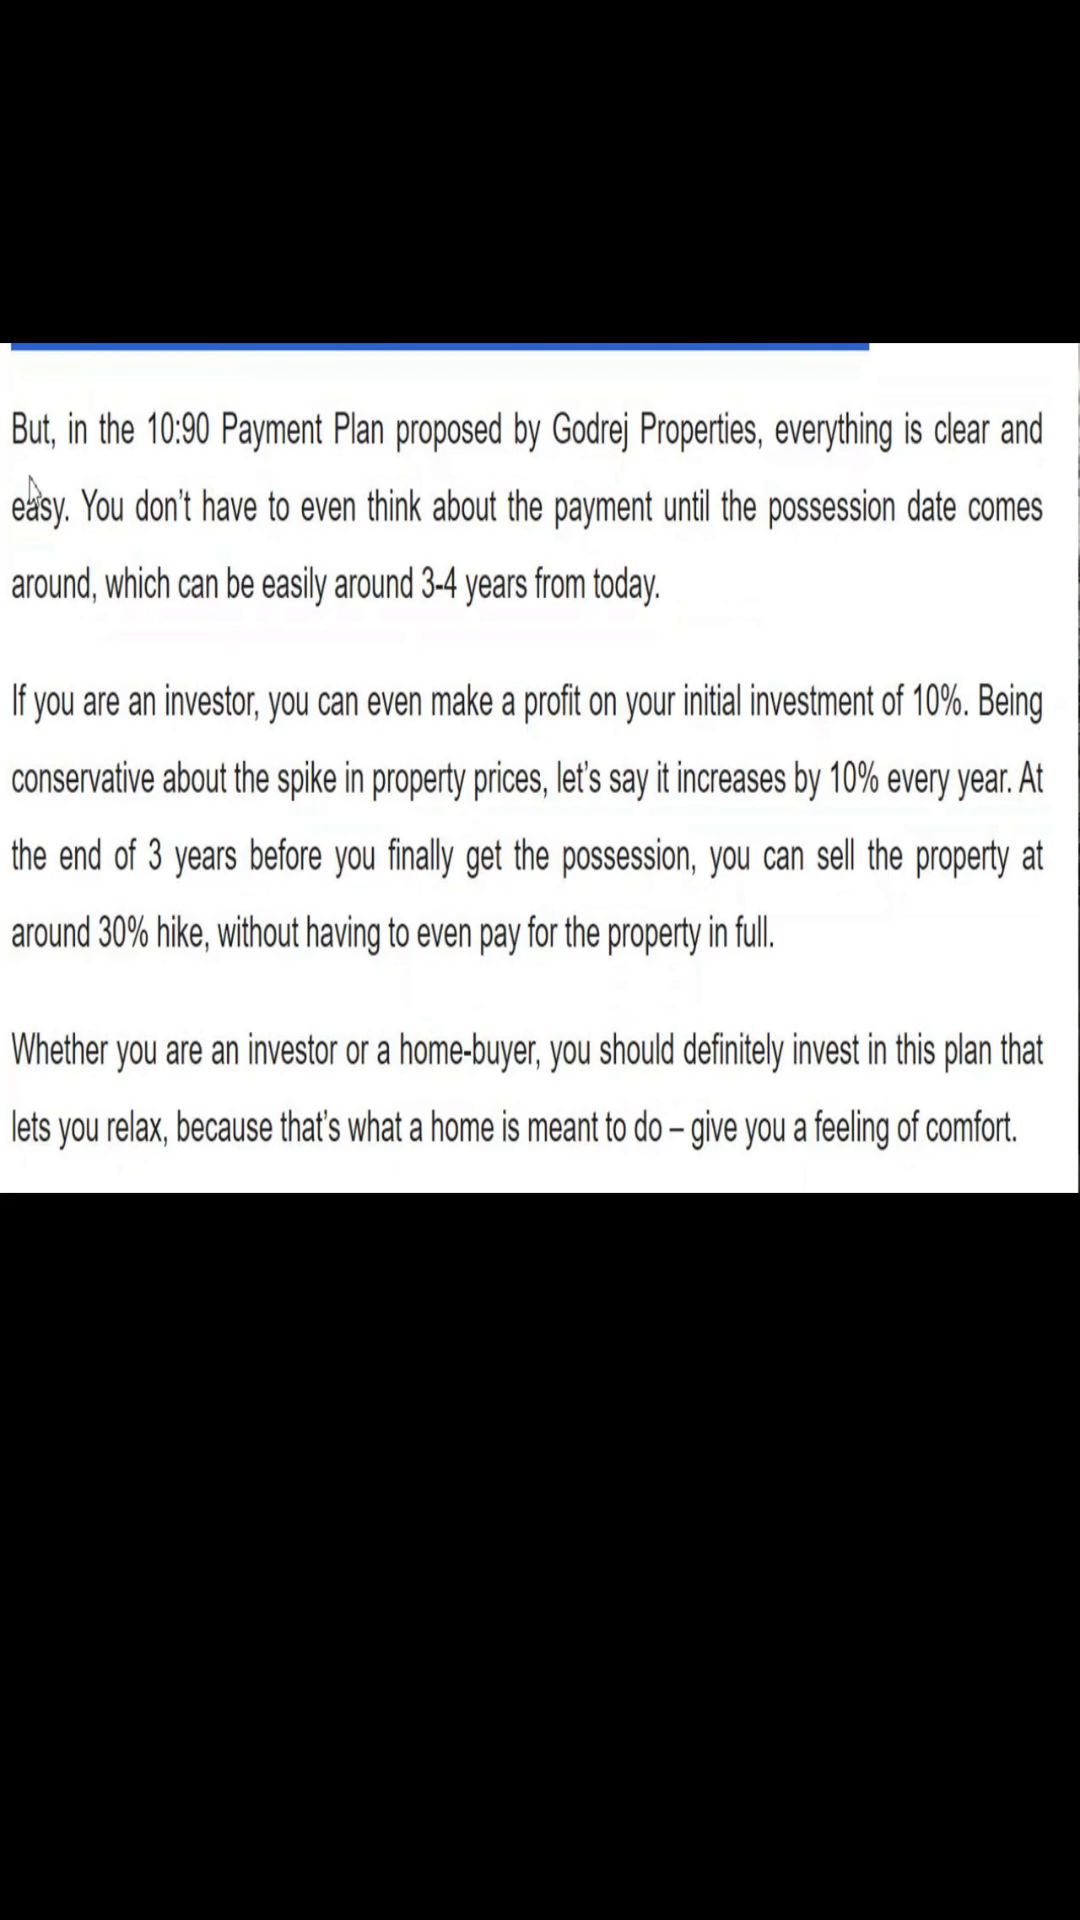 But, in the 10:90 Payment Plan proposed by Godrej Properties, everything is clear and
easy. You don’t have to even think about the payment until the possession date comes
around, which can be easily around 3-4 years from today.
If you are an investor, you can even make a profit on your initial investment of 10%. Being
conservative about the spike in property prices, let’s say it increases by 10% every year. At
the end of 3 years before you finally get the possession, you can sell the property at
around 30% hike, without having to even pay for the property in full.
Whether you are an investor or a home-buyer, you should definitely invest in this plan that
lets you relax, because that’s what a home is meant to do – give you a feeling of comfort.